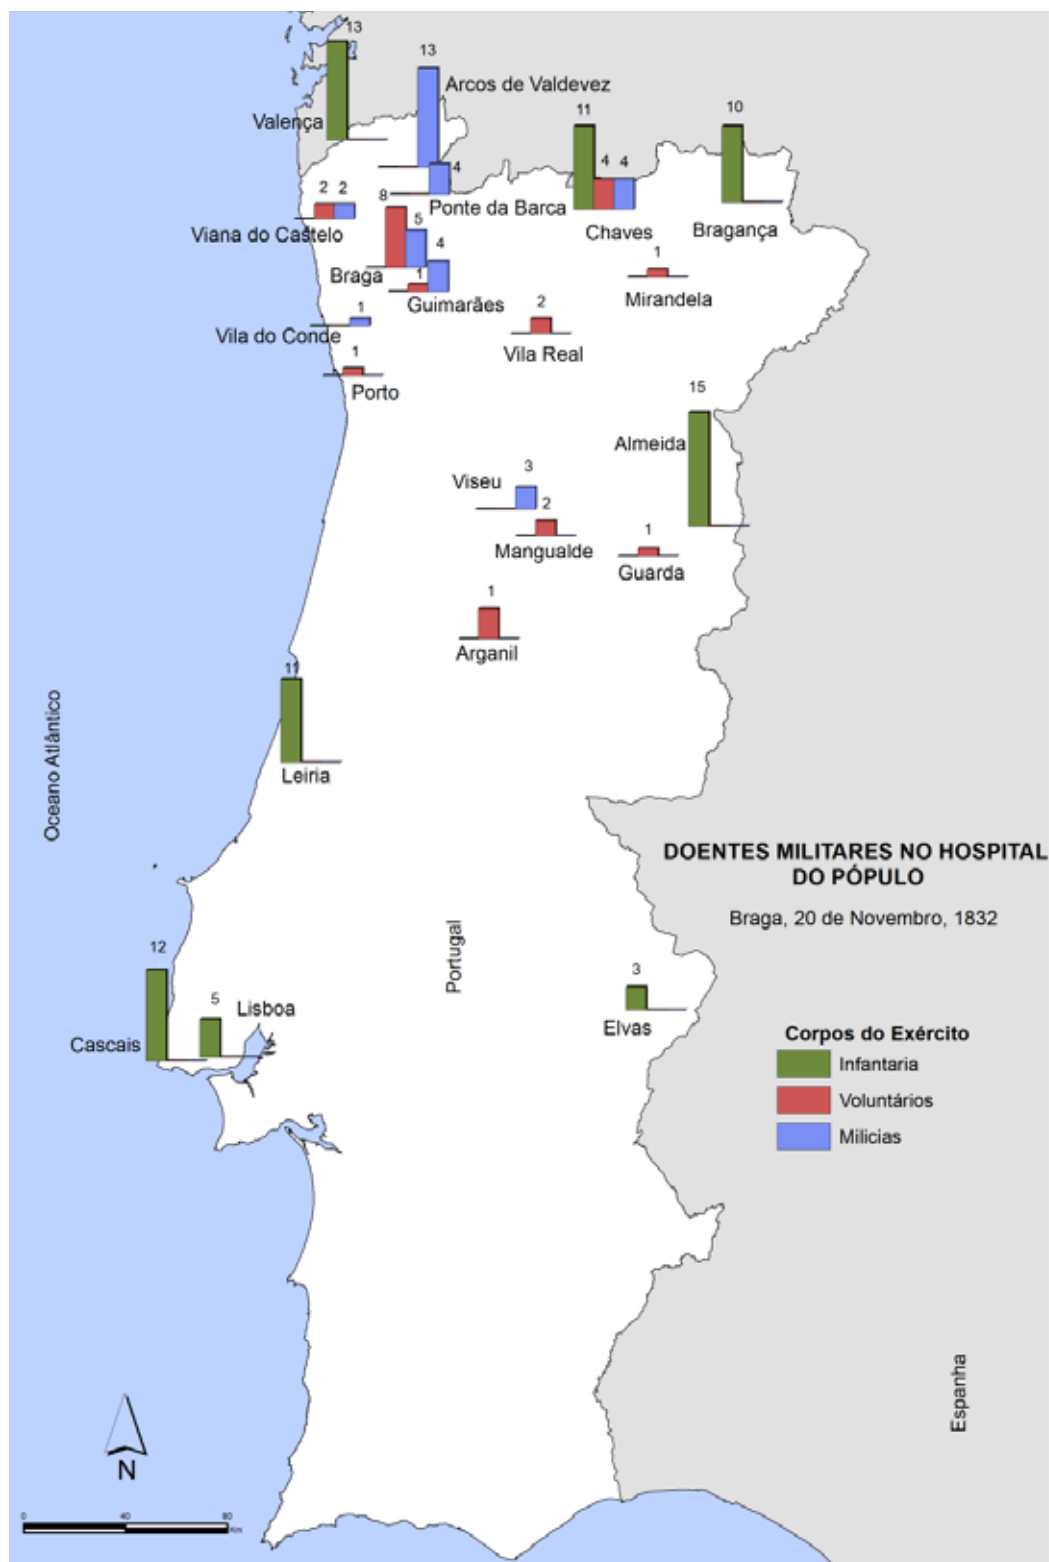 13
Valença
13
Arcos de Valdevez
4
Ponte da Barca
11
4 4
Chaves
10
Bragança
2 2
Viana do Castelo
8
5
Braga
4
1
Guimarães
1
Mirandela
1
Vila do Conde
2
Vila Real
1
Porto
15
Almeida
3
Viseu
2
Mangualde
1
Guarda
1
Arganil
11
Leiria
Oceano Atlântico
DOENTES MILITARES NO HOSPITAL
DO PÓPULO
Braga, 20 de Novembro, 1832
Portugal
12
Cascais
5
Lisboa
3
Elvas
Corpos do Exército
Infantaria
Voluntários
Milicias
Espanha
N
0 40 80
Km